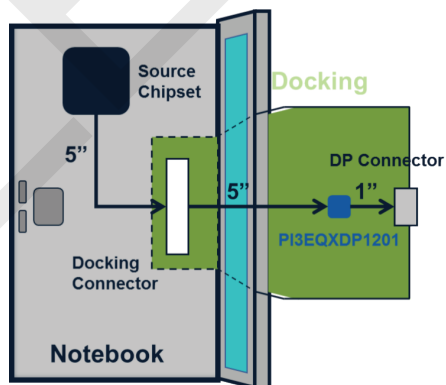 Source
Chipset
Docking
5”
DP Connector
5”
1”
PI3EQXDP1201
Docking
Connector
Notebook